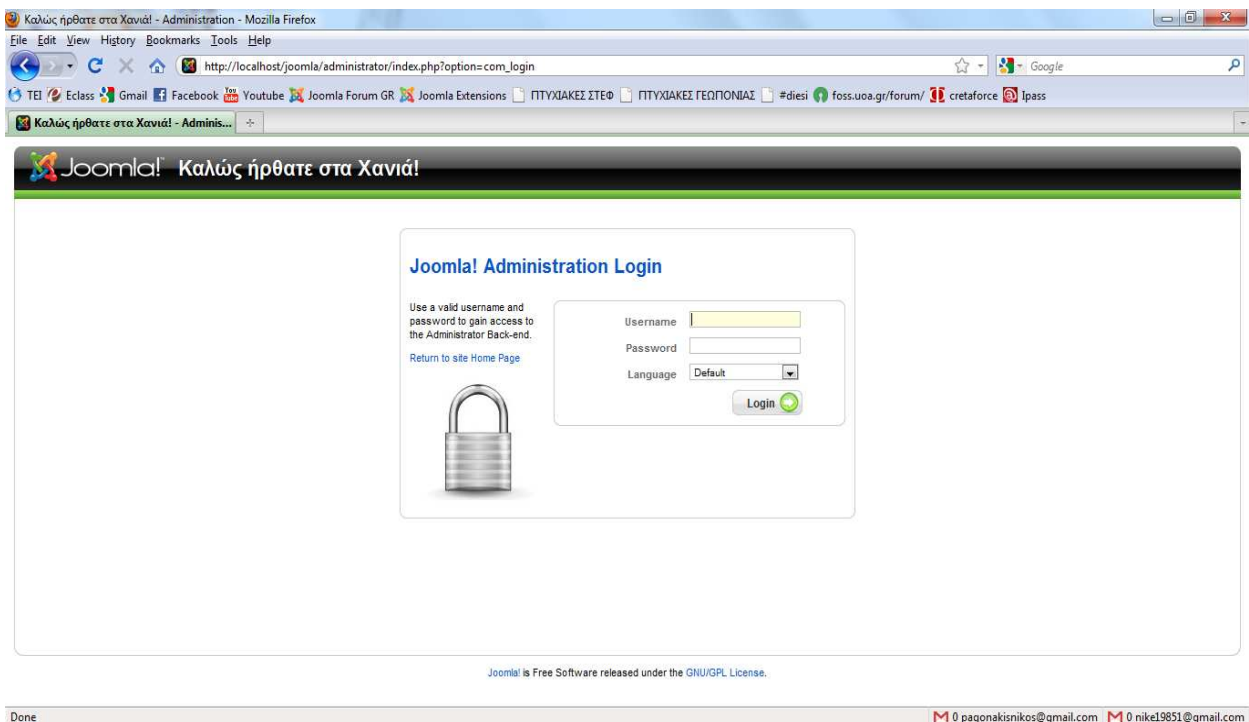 Καλώς ήρθατε στα Χανιά! - Administration - Mozilla Firefox
File Edit View History Bookmarks Tools Help
http://localhost/joomla/administrator/index.php?option=com_login
Google
ΤΕΙ Eclass Gmail Facebook Youtube Joomla Forum GR Joomla Extensions ΠΤΥΧΙΑΚΕΣ ΣΤΕΦ ΠΤΥΧΙΑΚΕΣ ΓΕΩΠΟΝΙΑΣ #diesi foss.uoa.gr/forum/ cretaforce Ipass
Καλώς ήρθατε στα Χανιά! - Adminis...
Joomla! Καλώς ήρθατε στα Χανιά!
Joomla! Administration Login
Use a valid username and
password to gain access to
the Administrator Back-end.
Return to site Home Page
Username
Password
Language Default
Login
Joomla! is Free Software released under the GNU/GPL License.
Done
0 pagonakisnikos@gmail.com 0 nike19851@gmail.com